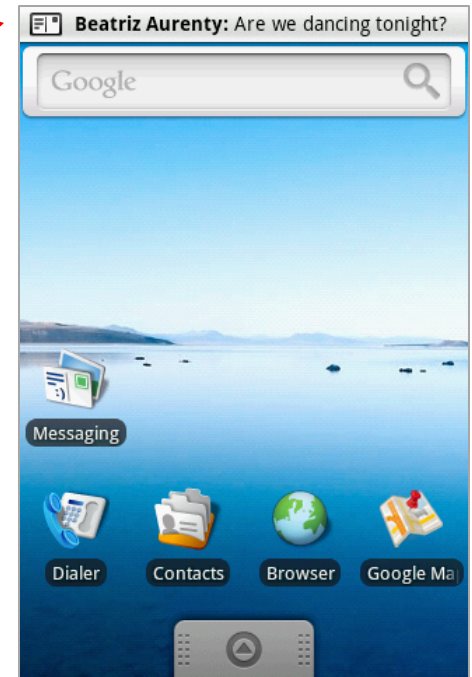 Beatriz Aurenty: Are we dancing tonight?
Google
Messaging
Dialer Contacts Browser Google Ma